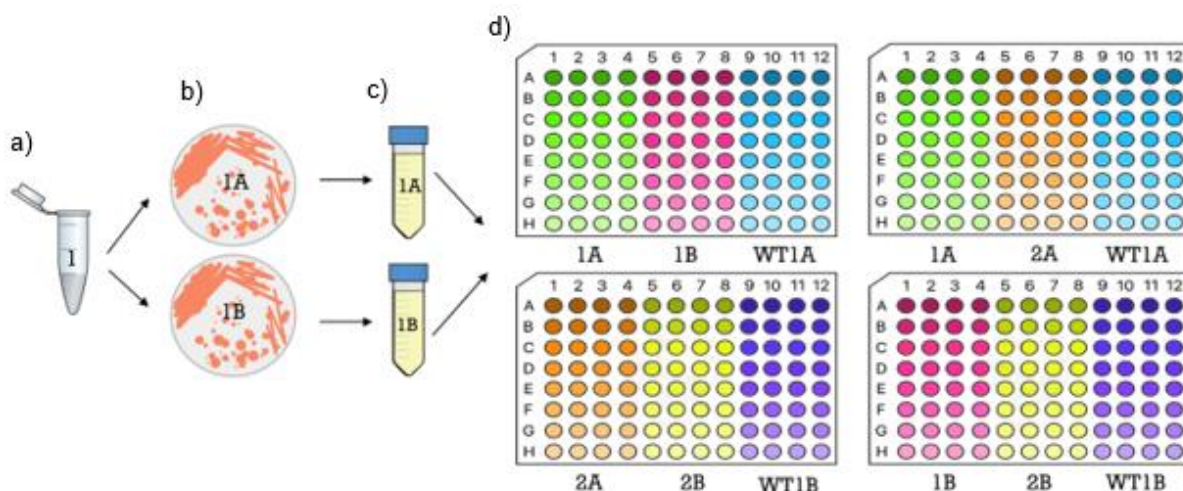 a)
b)
c)
d)
1
1A
1B
1A
1B
1 2 3 4 5 6 7 8 9 10 11 12
A
B
C
D
E
F
G
H
1A 1B WT1A
1 2 3 4 5 6 7 8 9 10 11 12
A
B
C
D
E
F
G
H
1A 2A WT1A
1 2 3 4 5 6 7 8 9 10 11 12
A
B
C
D
E
F
G
H
2A 2B WT1B
1 2 3 4 5 6 7 8 9 10 11 12
A
B
C
D
E
F
G
H
1B 2B WT1B